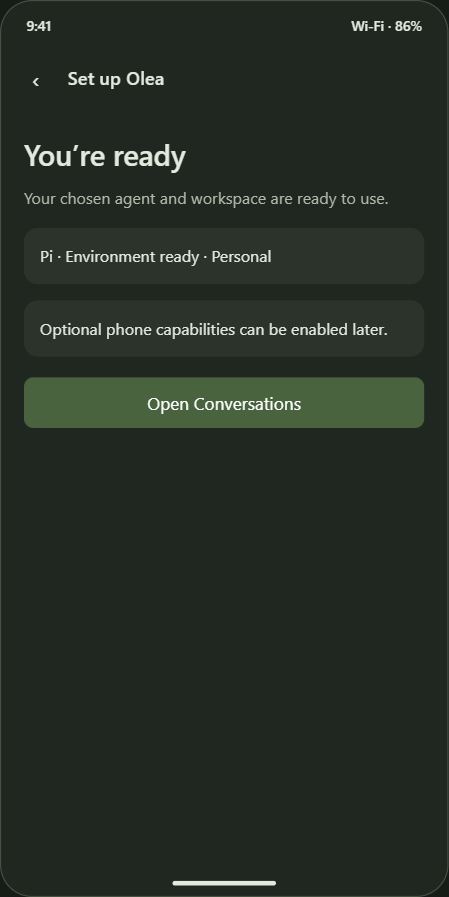 9:41
Wi-Fi · 86%
‹
Set up Olea
You’re ready
Your chosen agent and workspace are ready to use.
Pi · Environment ready · Personal
Optional phone capabilities can be enabled later.
Open Conversations